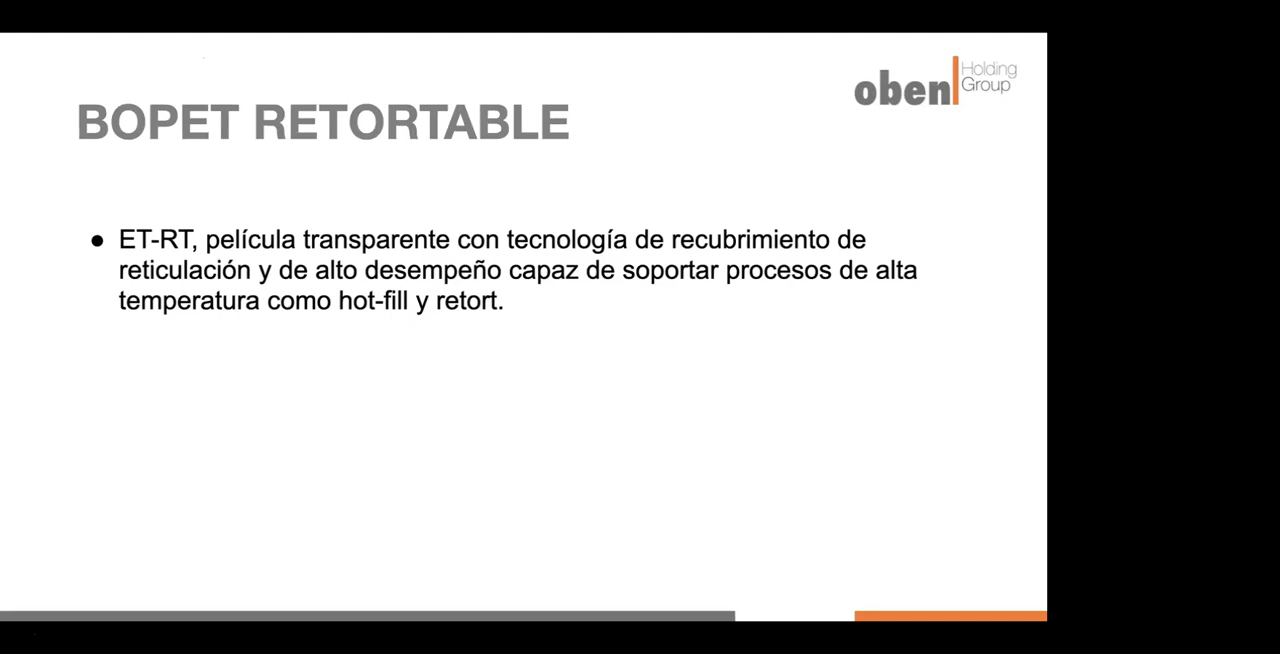 oben Holding
Group
BOPET RETORTABLE
● ET-RT, película transparente con tecnología de recubrimiento de
reticulación y de alto desempeño capaz de soportar procesos de alta
temperatura como hot-fill y retort.